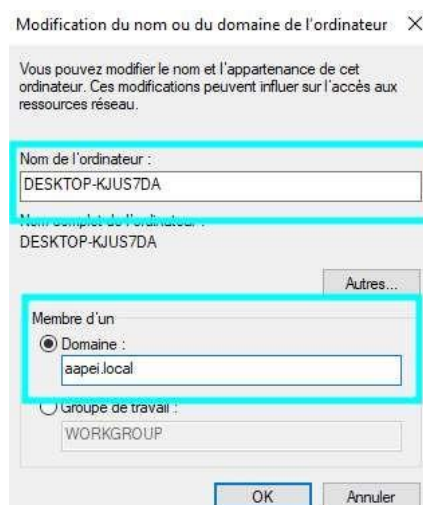 Modification du nom ou du domaine de l'ordinateur
Vous pouvez modifier le nom et l'appartenance de cet
ordinateur. Ces modifications peuvent influer sur l'accès aux
ressources réseau.
Nom de l'ordinateur :
DESKTOP-KJUS7DA
Nom complet de l'ordinateur :
DESKTOP-KJUS7DA
Autres...
Membre d'un
Domaine :
aapei.local
Groupe de travail :
WORKGROUP
OK Annuler